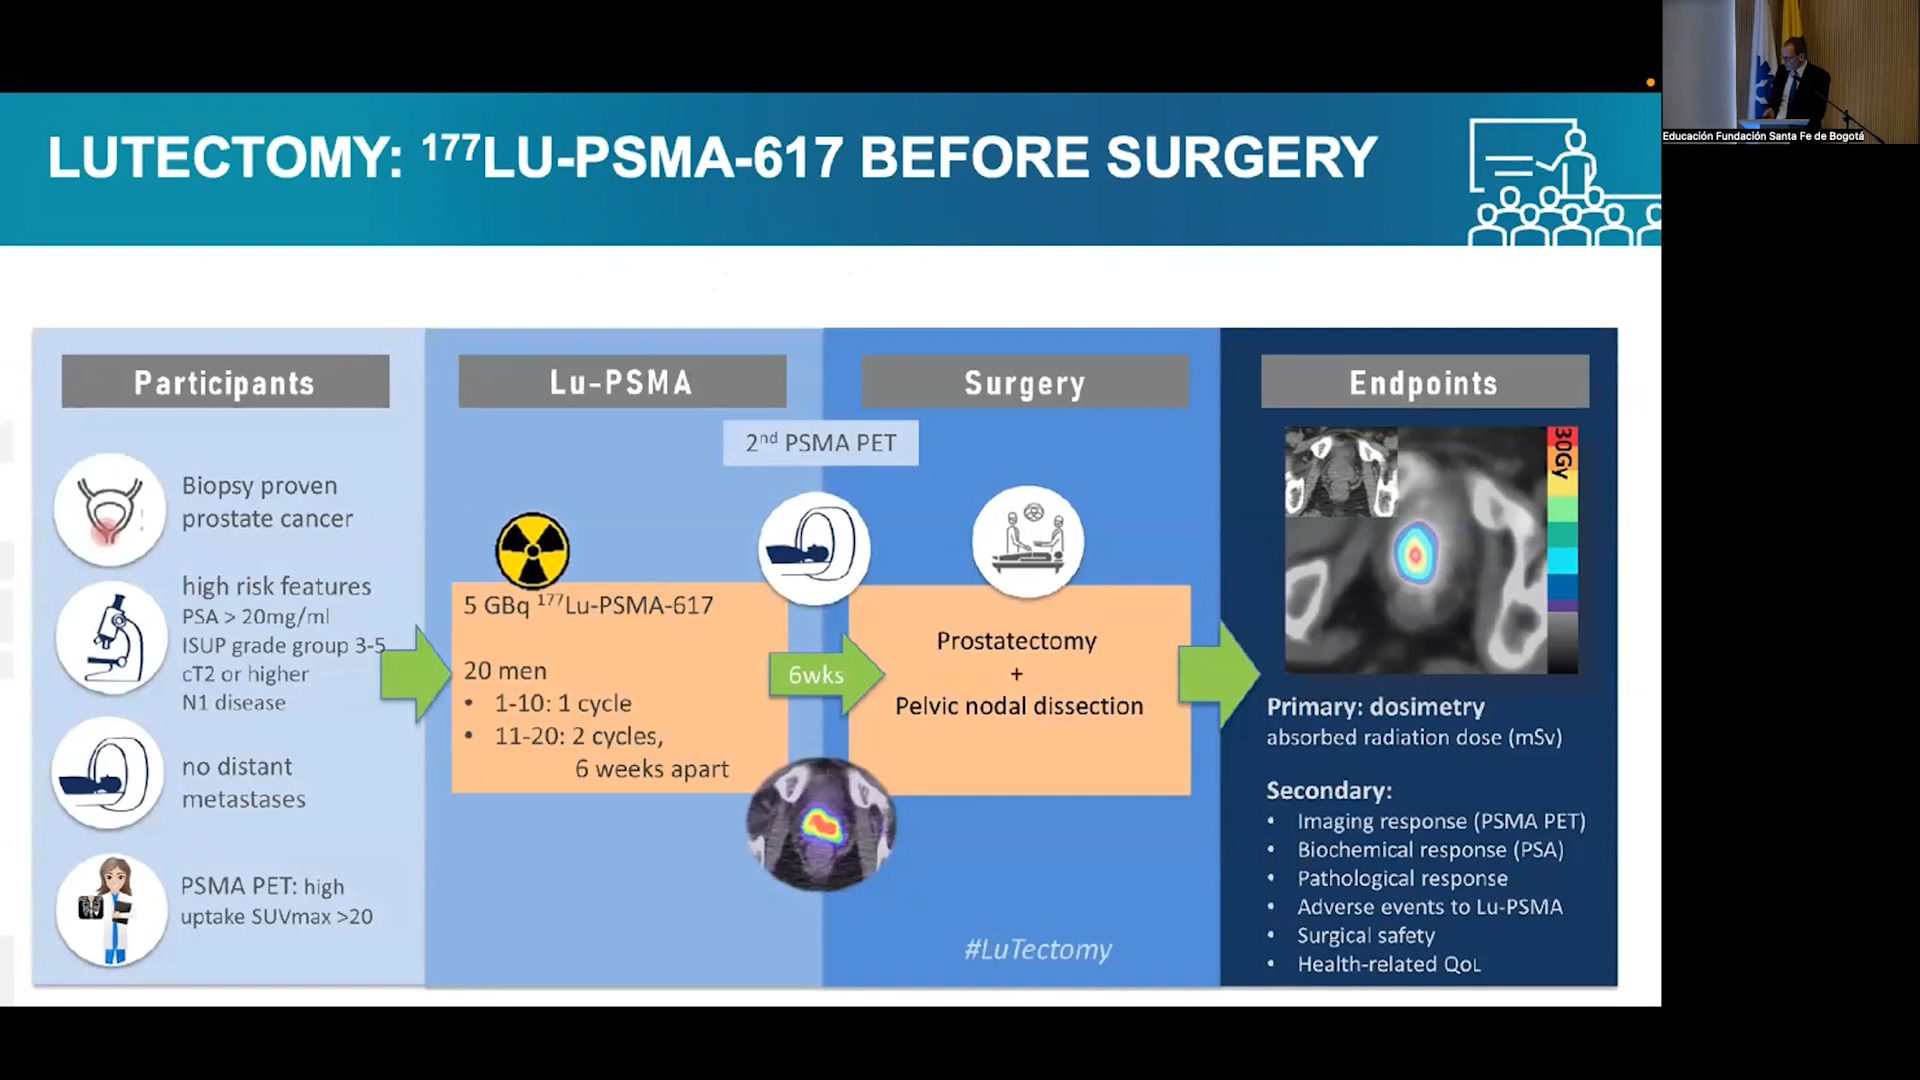 LUTECTOMY: ¹⁷⁷LU-PSMA-617 BEFORE SURGERY
Educación Fundación Santa Fe de Bogotá
Participants
Biopsy proven
prostate cancer
high risk features
PSA > 20mg/ml
ISUP grade group 3-5
cT2 or higher
N1 disease
no distant
metastases
PSMA PET: high
uptake SUVmax >20
Lu-PSMA
2nd PSMA PET
5 GBq ¹⁷⁷Lu-PSMA-617
20 men
• 1-10: 1 cycle
• 11-20: 2 cycles,
6 weeks apart
6wks
Surgery
Prostatectomy
+
Pelvic nodal dissection
#LuTectomy
Endpoints
30Gy
Primary: dosimetry
absorbed radiation dose (mSv)
Secondary:
• Imaging response (PSMA PET)
• Biochemical response (PSA)
• Pathological response
• Adverse events to Lu-PSMA
• Surgical safety
• Health-related QoL